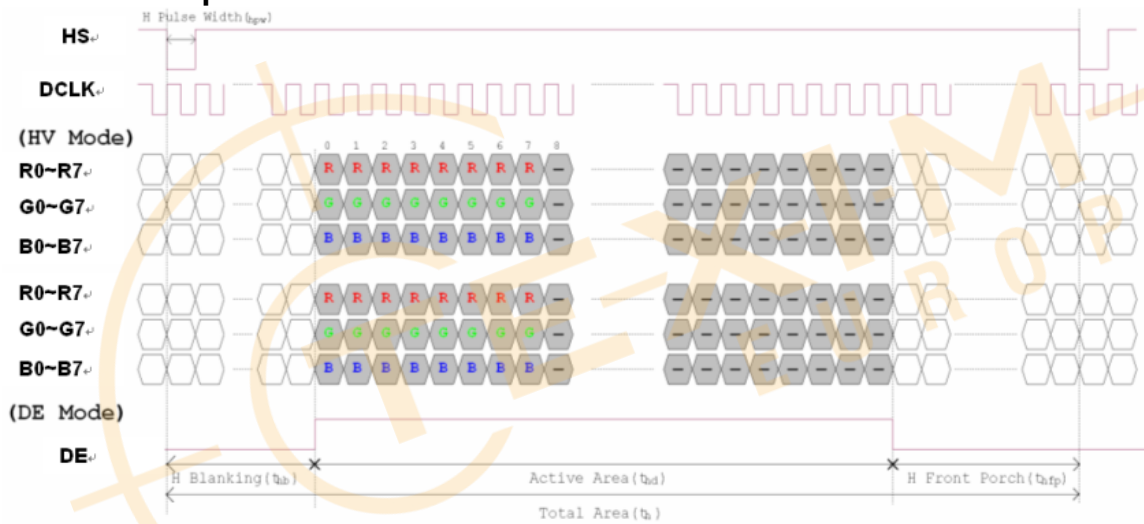 H Pulse Width(thpw)
HS
DCLK
(HV Mode)
0 1 2 3 4 5 6 7 8
R0~R7 R R R R R R R R - - - - - - - - -
G0~G7 G G G G G G G G - - - - - - - - -
B0~B7 B B B B B B B B - - - - - - - - -
R0~R7 R R R R R R R R - - - - - - - - -
G0~G7 G G G G G G G G - - - - - - - - -
B0~B7 B B B B B B B B - - - - - - - - -
(DE Mode)
DE
H Blanking(thb) Active Area(thd) H Front Porch(thfp)
Total Area(th)
TEXIM
EUROP